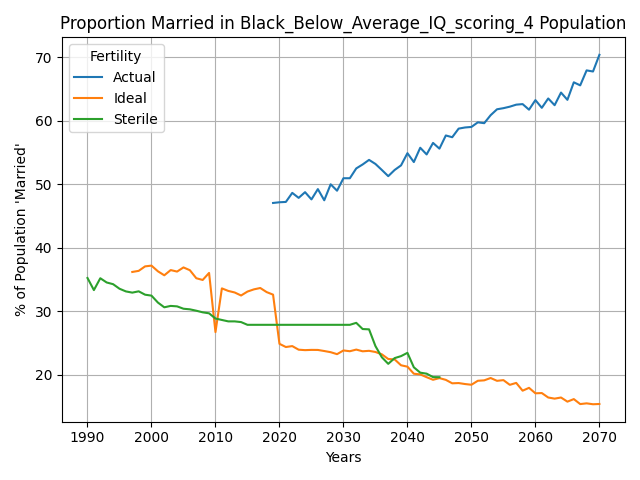 Proportion Married in Black_Below_Average_IQ_scoring_4 Population
Fertility
Actual
Ideal
Sterile
% of Population 'Married'
70
60
50
40
30
20
1990 2000 2010 2020 2030 2040 2050 2060 2070
Years